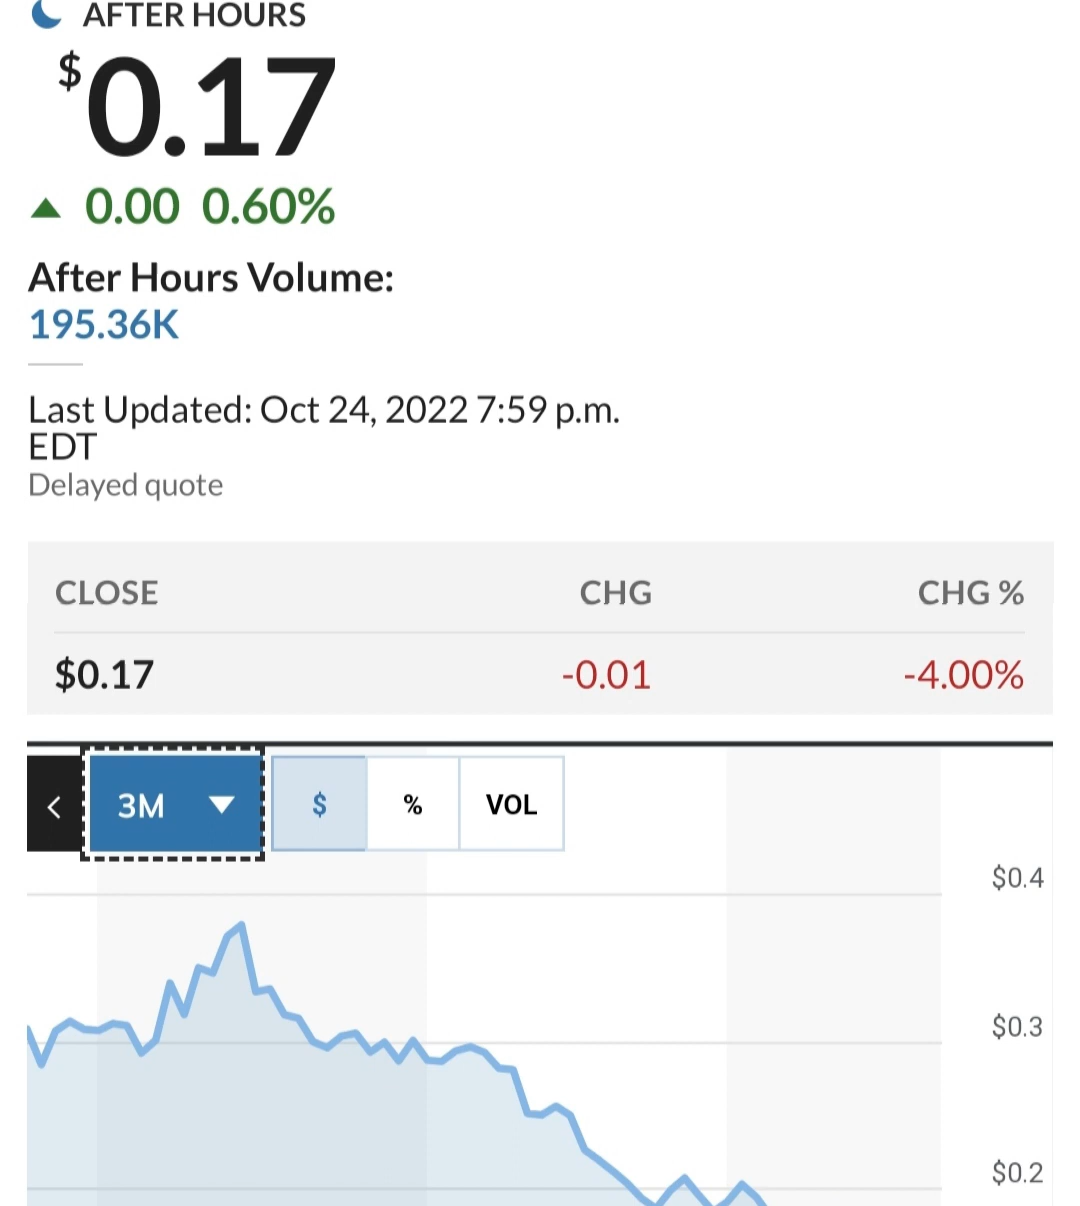 AFTER HOURS
$0.17
0.00 0.60%
After Hours Volume:
195.36K
Last Updated: Oct 24, 2022 7:59 p.m.
EDT
Delayed quote
CLOSE CHG CHG %
$0.17 -0.01 -4.00%
3M $ % VOL
$0.4
$0.3
$0.2